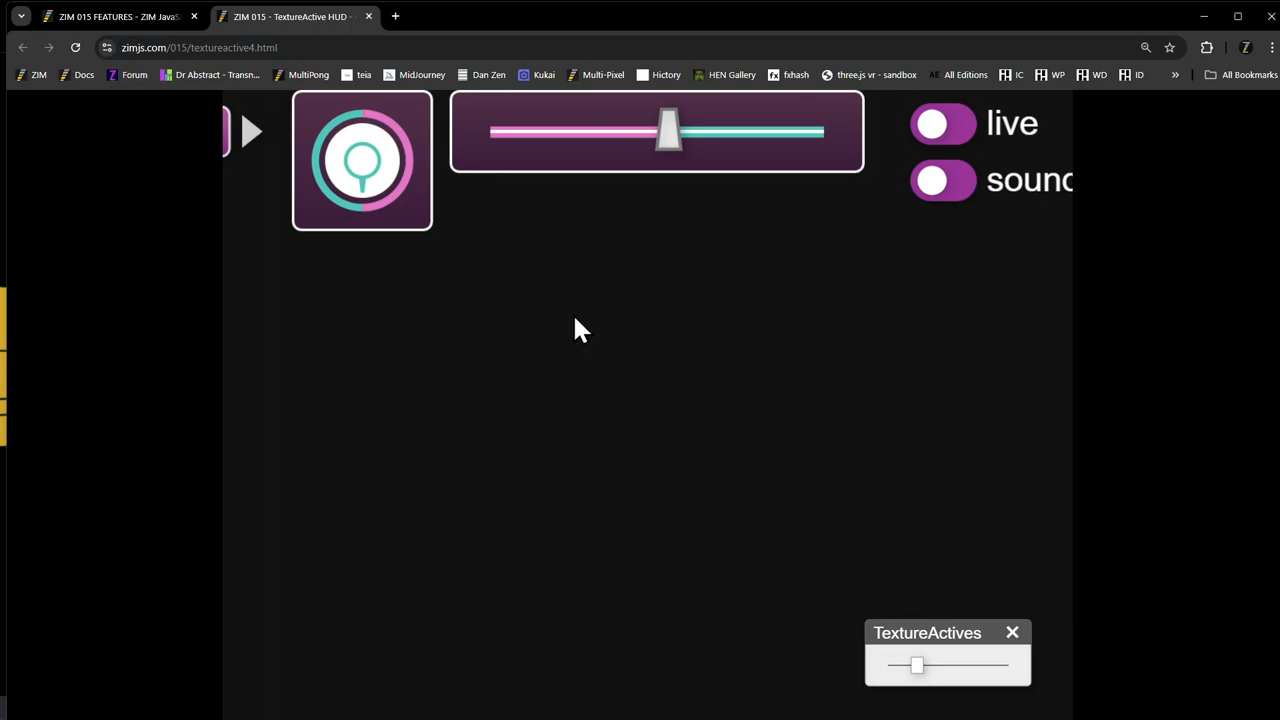 ZIM 015 FEATURES - ZIM JavaS
ZIM 015 - TextureActive HUD -
zimjs.com/015/textureactive4.html
ZIM Docs Forum Dr Abstract - Transn... MultiPong teia MidJourney Dan Zen Kukai Multi-Pixel Hictory HEN Gallery fxhash three.js vr - sandbox All Editions IC WP WD ID » All Bookmarks
live
sound
TextureActives